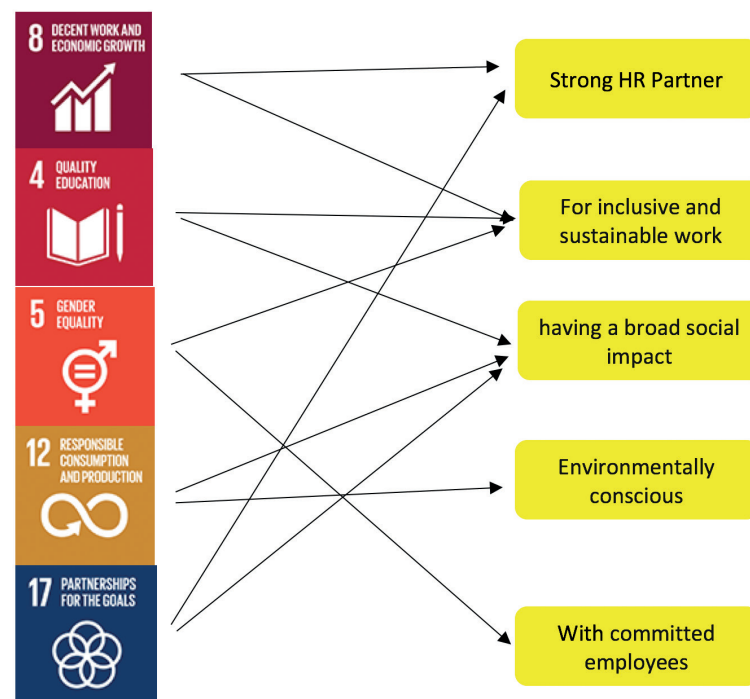 8 DECENT WORK AND
ECONOMIC GROWTH
4 QUALITY
EDUCATION
5 GENDER
EQUALITY
12 RESPONSIBLE
CONSUMPTION
AND PRODUCTION
17 PARTNERSHIPS
FOR THE GOALS
Strong HR Partner
For inclusive and
sustainable work
having a broad social
impact
Environmentally
conscious
With committed
employees